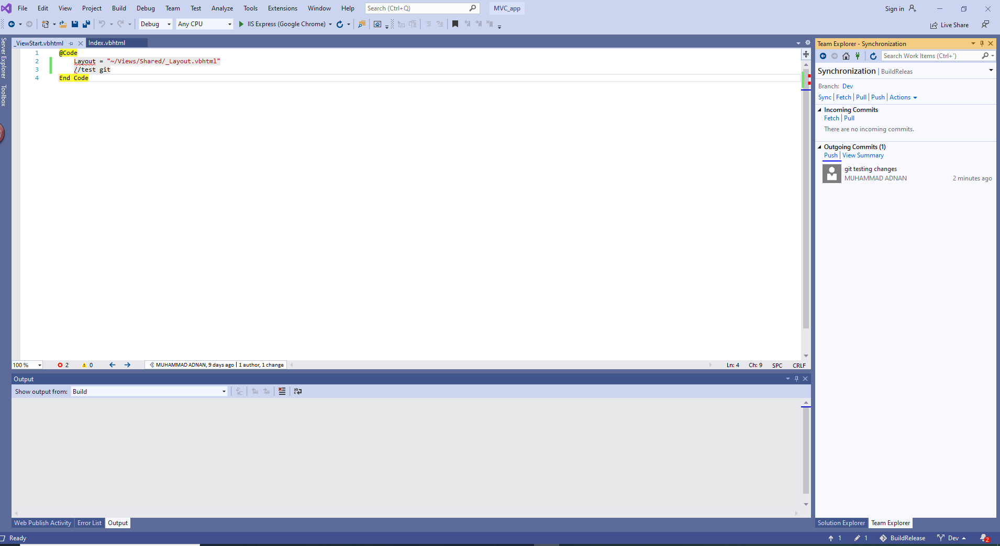 File Edit View Project Build Debug Team Test Analyze Tools Extensions Window Help Search (Ctrl+Q) MVC_app Sign in
Debug Any CPU IIS Express (Google Chrome) Live Share
Server Explorer
Toolbox
_ViewStart.vbhtml Index.vbhtml
1 @Code
2 Layout = "~/Views/Shared/_Layout.vbhtml"
3 //test git
4 End Code
100 % 2 0 MUHAMMAD ADNAN, 9 days ago | 1 author, 1 change Ln: 4 Ch: 9 SPC CRLF
Output
Show output from: Build
Web Publish Activity Error List Output
Team Explorer - Synchronization
Search Work Items (Ctrl+')
Synchronization | BuildReleas
Branch: Dev
Sync | Fetch | Pull | Push | Actions
Incoming Commits
Fetch | Pull
There are no incoming commits.
Outgoing Commits (1)
Push | View Summary
git testing changes
MUHAMMAD ADNAN 2 minutes ago
Solution Explorer Team Explorer
Ready 1 1 BuildRelease Dev 2